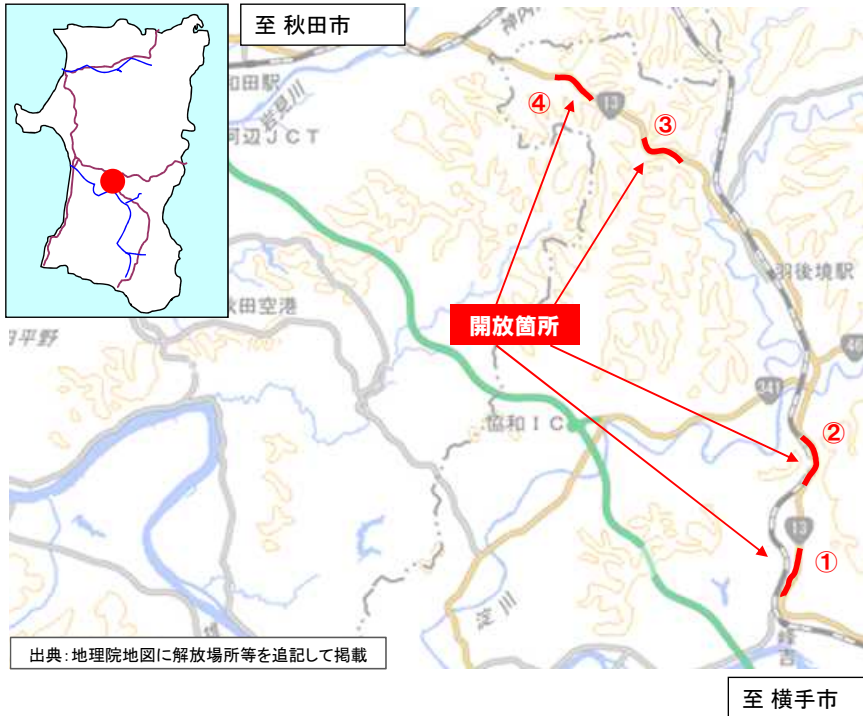 至 秋田市
和田駅
岩見川
④
13
③
河辺ＪＣＴ
羽後境駅
秋田空港
開放箇所
平野
46
341
協和ＩＣ
②
13
①
淀川
峰吉
出典：地理院地図に解放場所等を追記して掲載
至 横手市